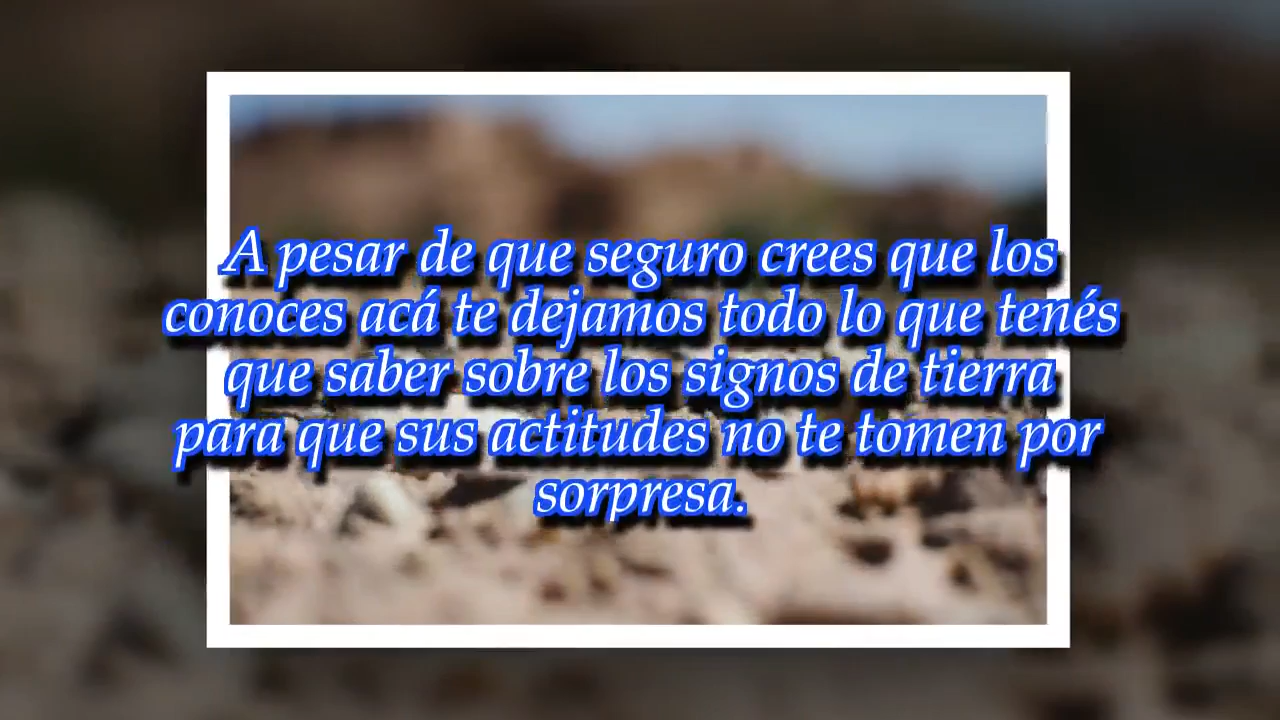 A pesar de que seguro crees que los
conoces acá te dejamos todo lo que tenés
que saber sobre los signos de tierra
para que sus actitudes no te tomen por
sorpresa.